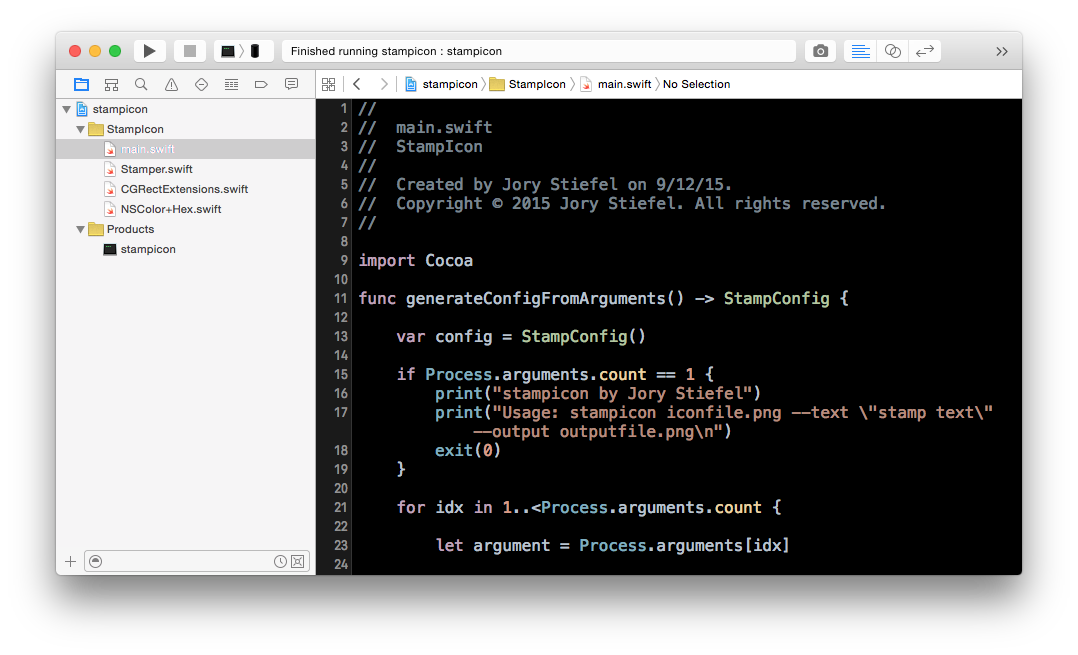 Finished running stampicon : stampicon
stampicon
StampIcon
main.swift
No Selection
stampicon
StampIcon
main.swift
Stamper.swift
CGRectExtensions.swift
NSColor+Hex.swift
Products
stampicon
1 //
2 //  main.swift
3 //  StampIcon
4 //
5 //  Created by Jory Stiefel on 9/12/15.
6 //  Copyright © 2015 Jory Stiefel. All rights reserved.
7 //
8
9 import Cocoa
10
11 func generateConfigFromArguments() -> StampConfig {
12
13     var config = StampConfig()
14
15     if Process.arguments.count == 1 {
16         print("stampicon by Jory Stiefel")
17         print("Usage: stampicon iconfile.png --text \"stamp text\"
            --output outputfile.png\n")
18         exit(0)
19     }
20
21     for idx in 1..<Process.arguments.count {
22
23         let argument = Process.arguments[idx]
24